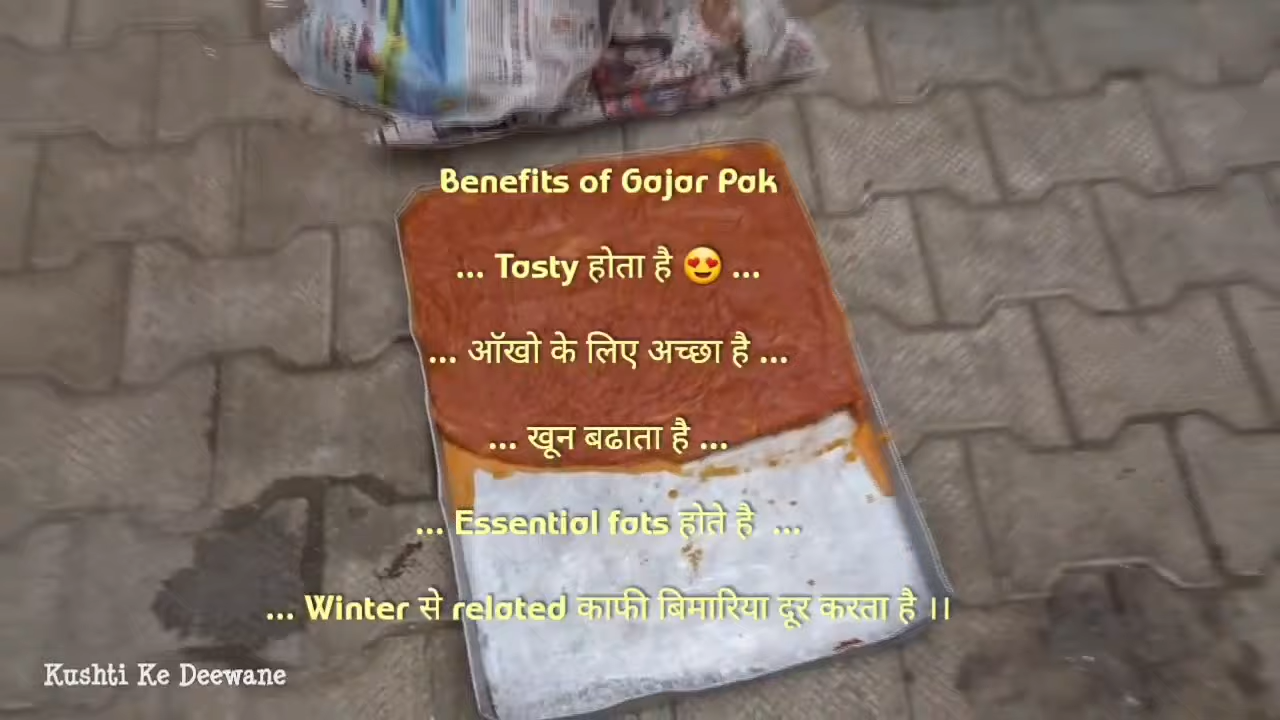 Benefits of Gajar Pak
... Tasty होता है 😍 ...
... ऑखो के लिए अच्छा है ...
... खून बढाता है ...
... Essential fats होते है ...
... Winter से related काफी बिमारिया दूर करता है ।।
Kushti Ke Deewane